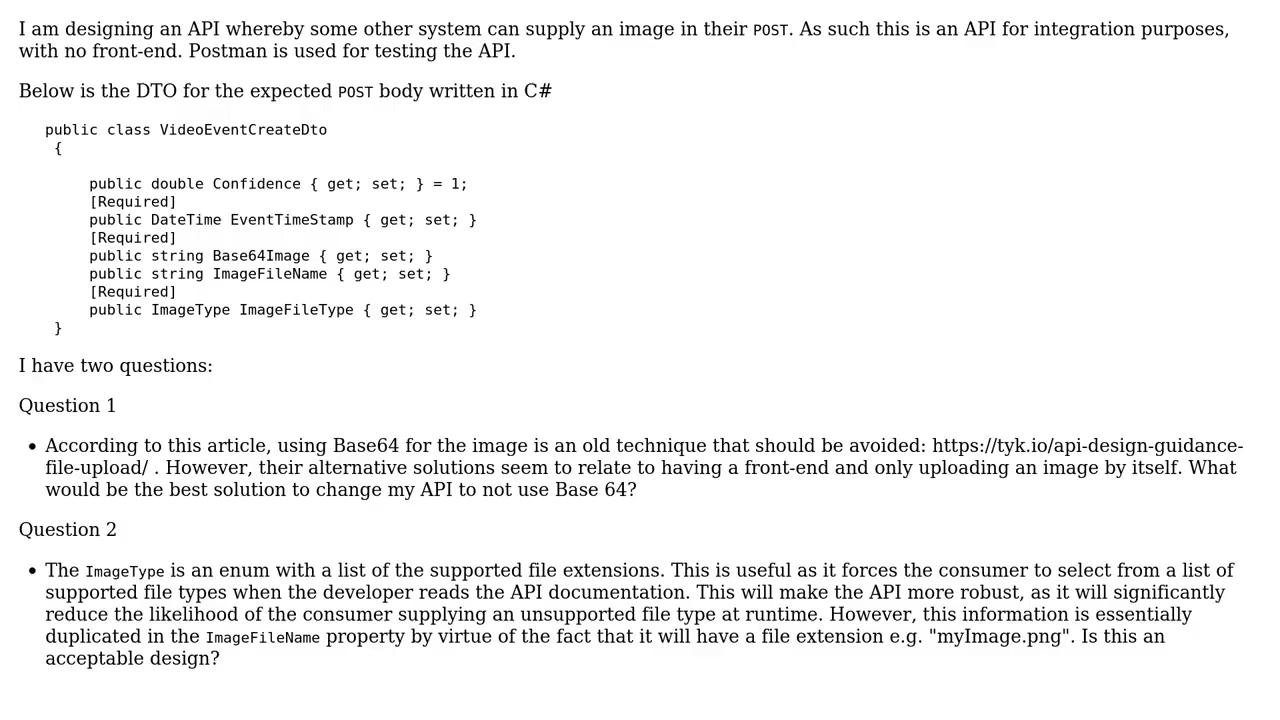 I am designing an API whereby some other system can supply an image in their POST. As such this is an API for integration purposes,
with no front-end. Postman is used for testing the API.
Below is the DTO for the expected POST body written in C#
public class VideoEventCreateDto
{
public double Confidence { get; set; } = 1;
[Required]
public DateTime EventTimeStamp { get; set; }
[Required]
public string Base64Image { get; set; }
public string ImageFileName { get; set; }
[Required]
public ImageType ImageFileType { get; set; }
}
I have two questions:
Question 1
• According to this article, using Base64 for the image is an old technique that should be avoided: https://tyk.io/api-design-guidance-
file-upload/ . However, their alternative solutions seem to relate to having a front-end and only uploading an image by itself. What
would be the best solution to change my API to not use Base 64?
Question 2
• The ImageType is an enum with a list of the supported file extensions. This is useful as it forces the consumer to select from a list of
supported file types when the developer reads the API documentation. This will make the API more robust, as it will significantly
reduce the likelihood of the consumer supplying an unsupported file type at runtime. However, this information is essentially
duplicated in the ImageFileName property by virtue of the fact that it will have a file extension e.g. "myImage.png". Is this an
acceptable design?